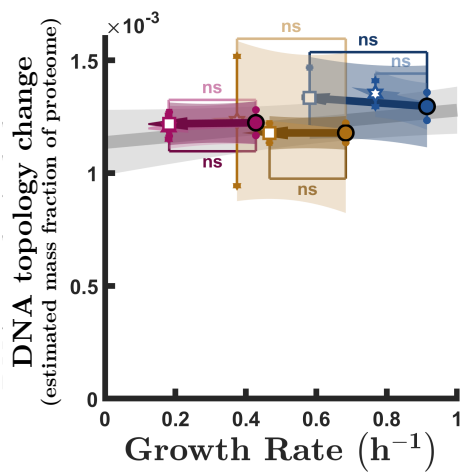 ×10⁻³
1.5
1
0.5
0
DNA topology change
(estimated mass fraction of proteome)
ns
ns
ns
ns
ns
ns
0
0.2
0.4
0.6
0.8
1
Growth Rate (h⁻¹)